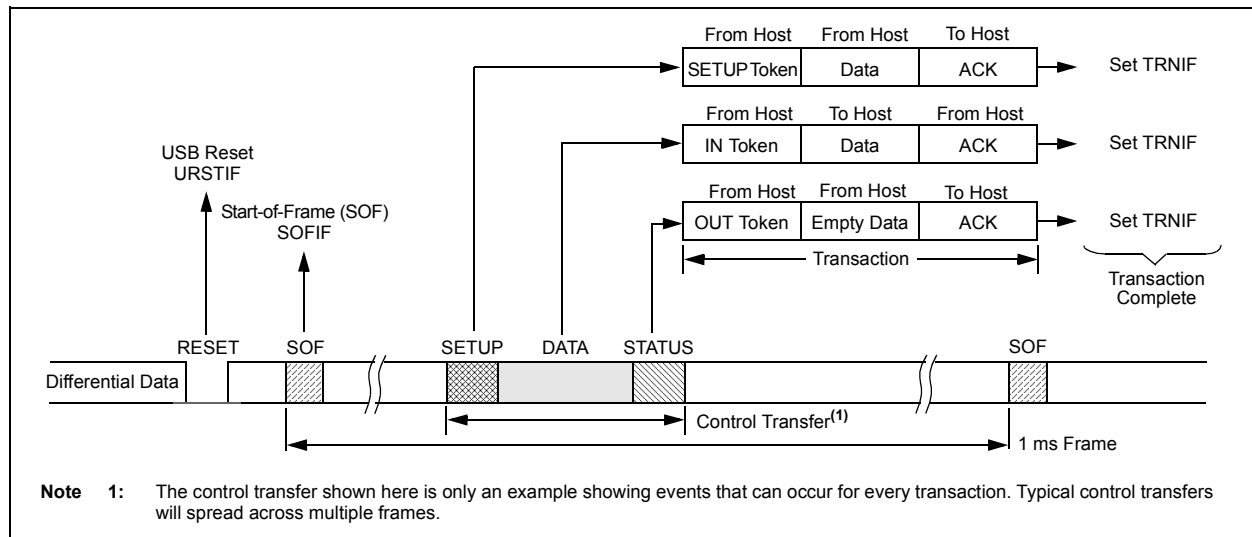 From Host From Host To Host
SETUP Token Data ACK Set TRNIF
From Host To Host From Host
IN Token Data ACK Set TRNIF
USB Reset
URSTIF
From Host From Host To Host
Start-of-Frame (SOF)
SOFIF
OUT Token Empty Data ACK Set TRNIF
Transaction
Transaction
Complete
RESET SOF SETUP DATA STATUS SOF
Differential Data
Control Transfer(1)
1 ms Frame
Note 1: The control transfer shown here is only an example showing events that can occur for every transaction. Typical control transfers
will spread across multiple frames.